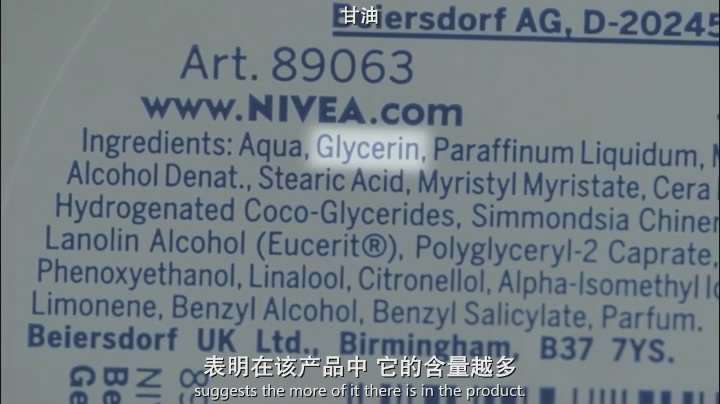 甘油
Beiersdorf AG, D-20245
Art. 89063
www.NIVEA.com
Ingredients: Aqua, Glycerin, Paraffinum Liquidum,
Alcohol Denat., Stearic Acid, Myristyl Myristate, Cera
Hydrogenated Coco-Glycerides, Simmondsia
Lanolin Alcohol (Eucerit®), Polyglyceryl-2 Caprate,
Phenoxyethanol, Linalool, Citronellol, Alpha-Isomethyl
Limonene, Benzyl Alcohol, Benzyl Salicylate, Parfum.
Beiersdorf UK Ltd., Birmingham, B37 7YS.
表明在该产品中 它的含量越多
suggests the more of it there is in the product.